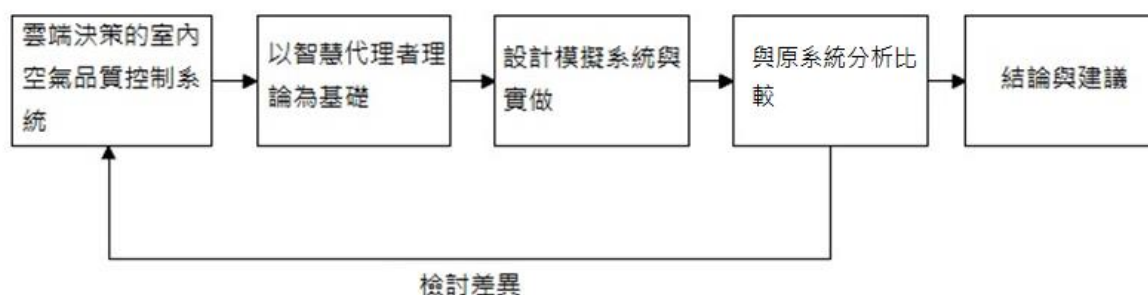 雲端決策的室內
空氣品質控制系
統
以智慧代理者理
論為基礎
設計模擬系統與
實做
與原系統分析比
較
結論與建議
檢討差異